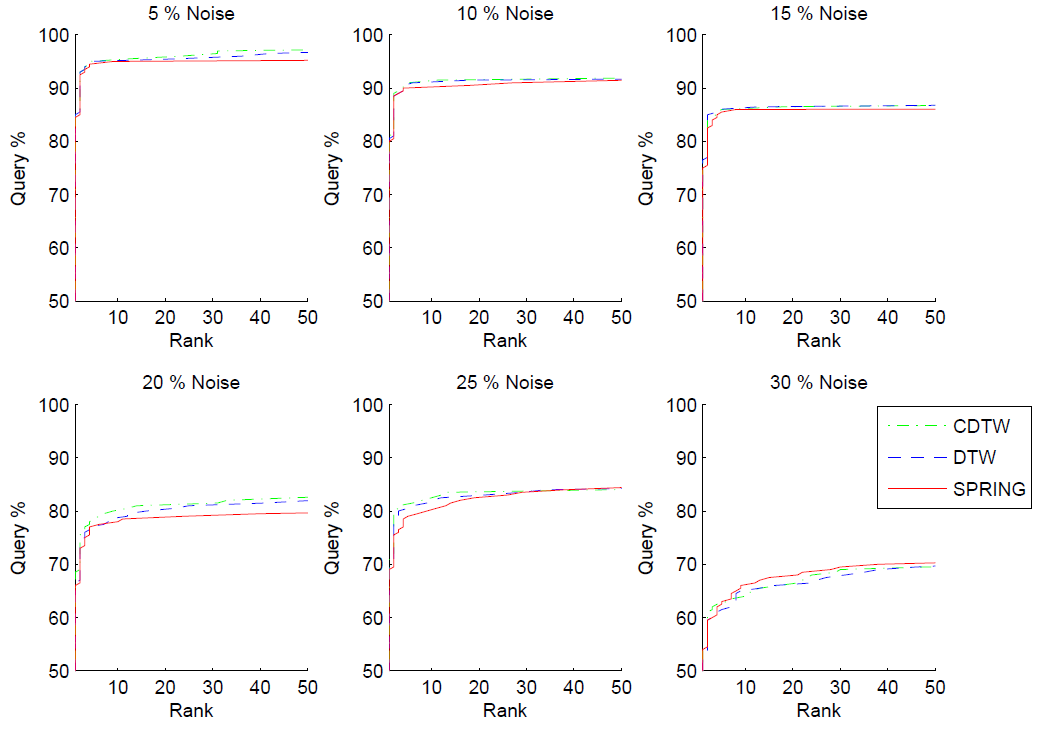 5 % Noise
10 % Noise
15 % Noise
100
90
80
70
60
50
Query %
10 20 30 40 50
Rank
100
90
80
70
60
50
Query %
10 20 30 40 50
Rank
100
90
80
70
60
50
Query %
10 20 30 40 50
Rank
20 % Noise
25 % Noise
30 % Noise
100
90
80
70
60
50
Query %
10 20 30 40 50
Rank
100
90
80
70
60
50
Query %
10 20 30 40 50
Rank
100
90
80
70
60
50
Query %
10 20 30 40 50
Rank
CDTW
DTW
SPRING